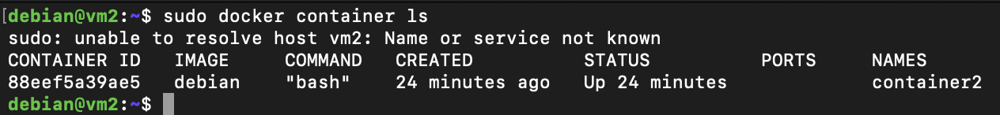 [debian@vm2:~$ sudo docker container ls
sudo: unable to resolve host vm2: Name or service not known
CONTAINER ID   IMAGE     COMMAND   CREATED          STATUS          PORTS     NAMES
88eef5a39ae5   debian    "bash"    24 minutes ago   Up 24 minutes             container2
debian@vm2:~$